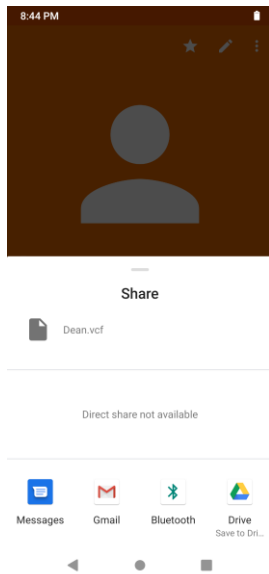 8:44 PM
Share
Dean.vcf
Direct share not available
Messages Gmail Bluetooth Drive
Save to Dri...